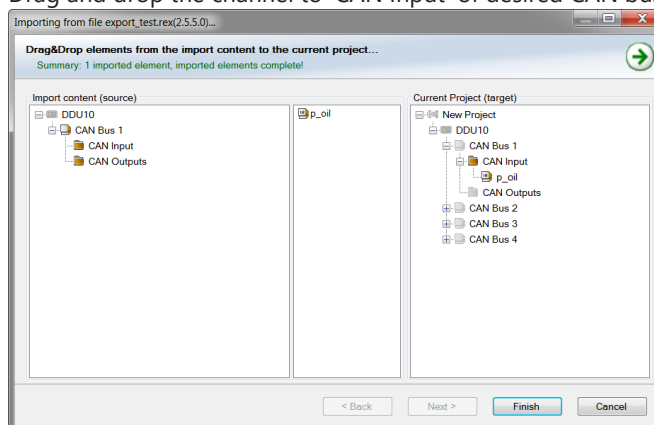 Drag and drop the channel to 'CAN Input' of desired CAN bus
Importing from file export_test.rex(2.5.5.0)...
Drag&Drop elements from the import content to the current project...
Summary: 1 imported element, imported elements complete!
Import content (source)
DDU10
CAN Bus 1
CAN Input
CAN Outputs
p_oil
Current Project (target)
New Project
DDU10
CAN Bus 1
CAN Input
p_oil
CAN Outputs
CAN Bus 2
CAN Bus 3
CAN Bus 4
< Back
Next >
Finish
Cancel